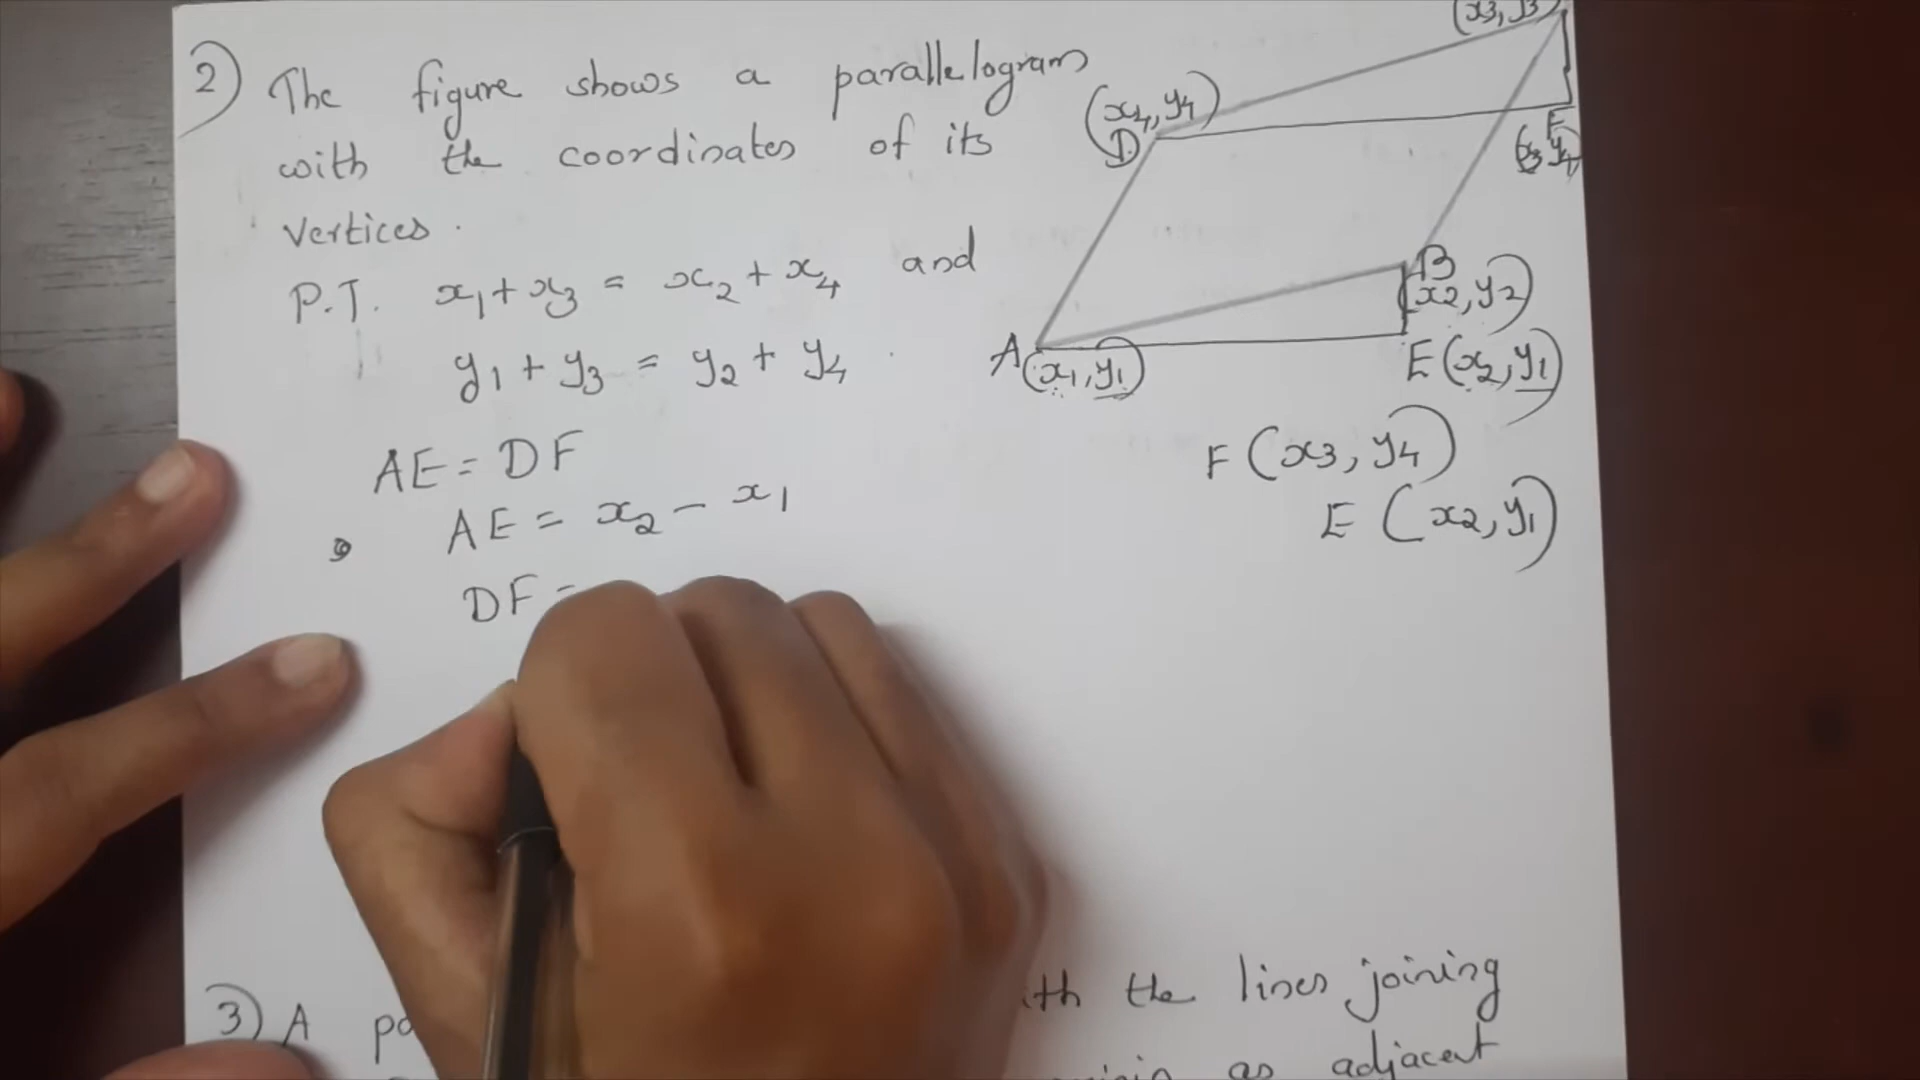 2) The figure shows a parallelogram
with the coordinates of its
vertices.
P.T. x1 + x3 = x2 + x4 and
y1 + y3 = y2 + y4.
AE = DF
AE = x2 - x1
DF =
(x3, y3)
(x4, y4)
D
F
(x3, y4)
B
(x2, y2)
A (x1, y1)
E (x2, y1)
F (x3, y4)
E (x2, y1)
3) A
the lines joining
as adjacent